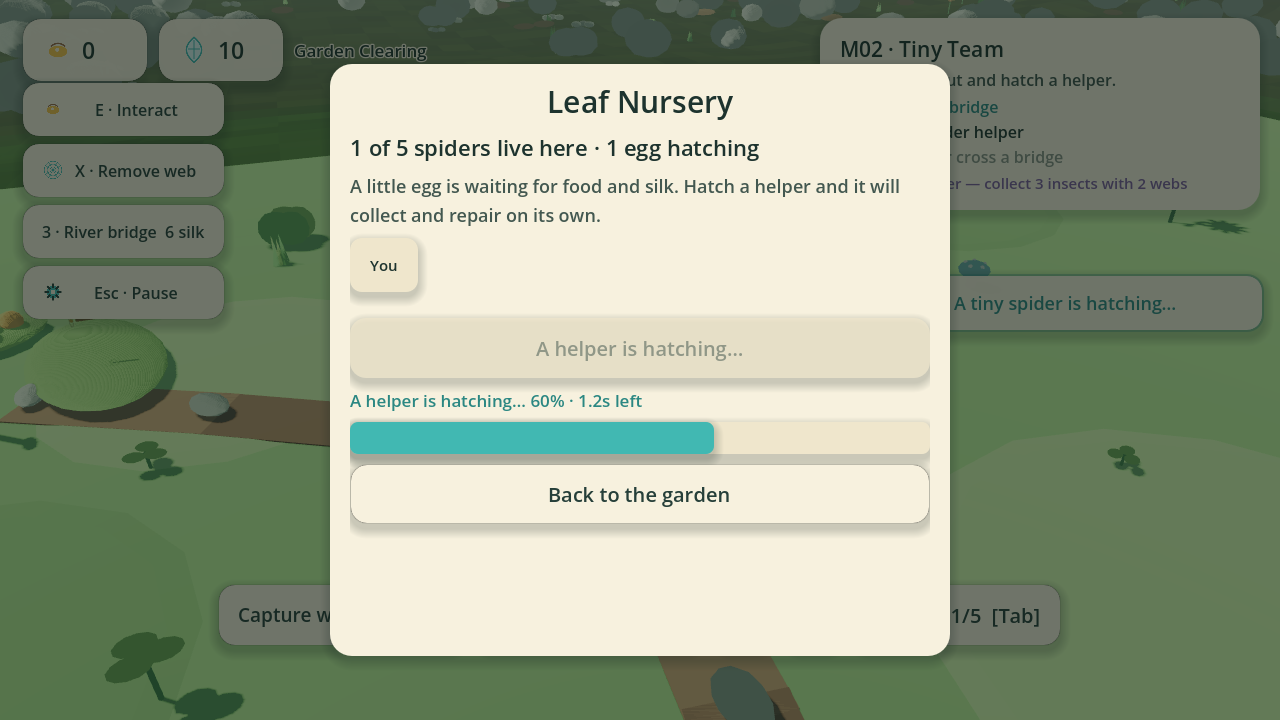 0
10
Garden Clearing
E · Interact
X · Remove web
3 · River bridge 6 silk
Esc · Pause
M02 · Tiny Team
and hatch a helper.
bridge
helper
cross a bridge
— collect 3 insects with 2 webs
A tiny spider is hatching...
Leaf Nursery
1 of 5 spiders live here · 1 egg hatching
A little egg is waiting for food and silk. Hatch a helper and it will
collect and repair on its own.
You
A helper is hatching...
A helper is hatching... 60% · 1.2s left
Back to the garden
Capture
1/5 [Tab]